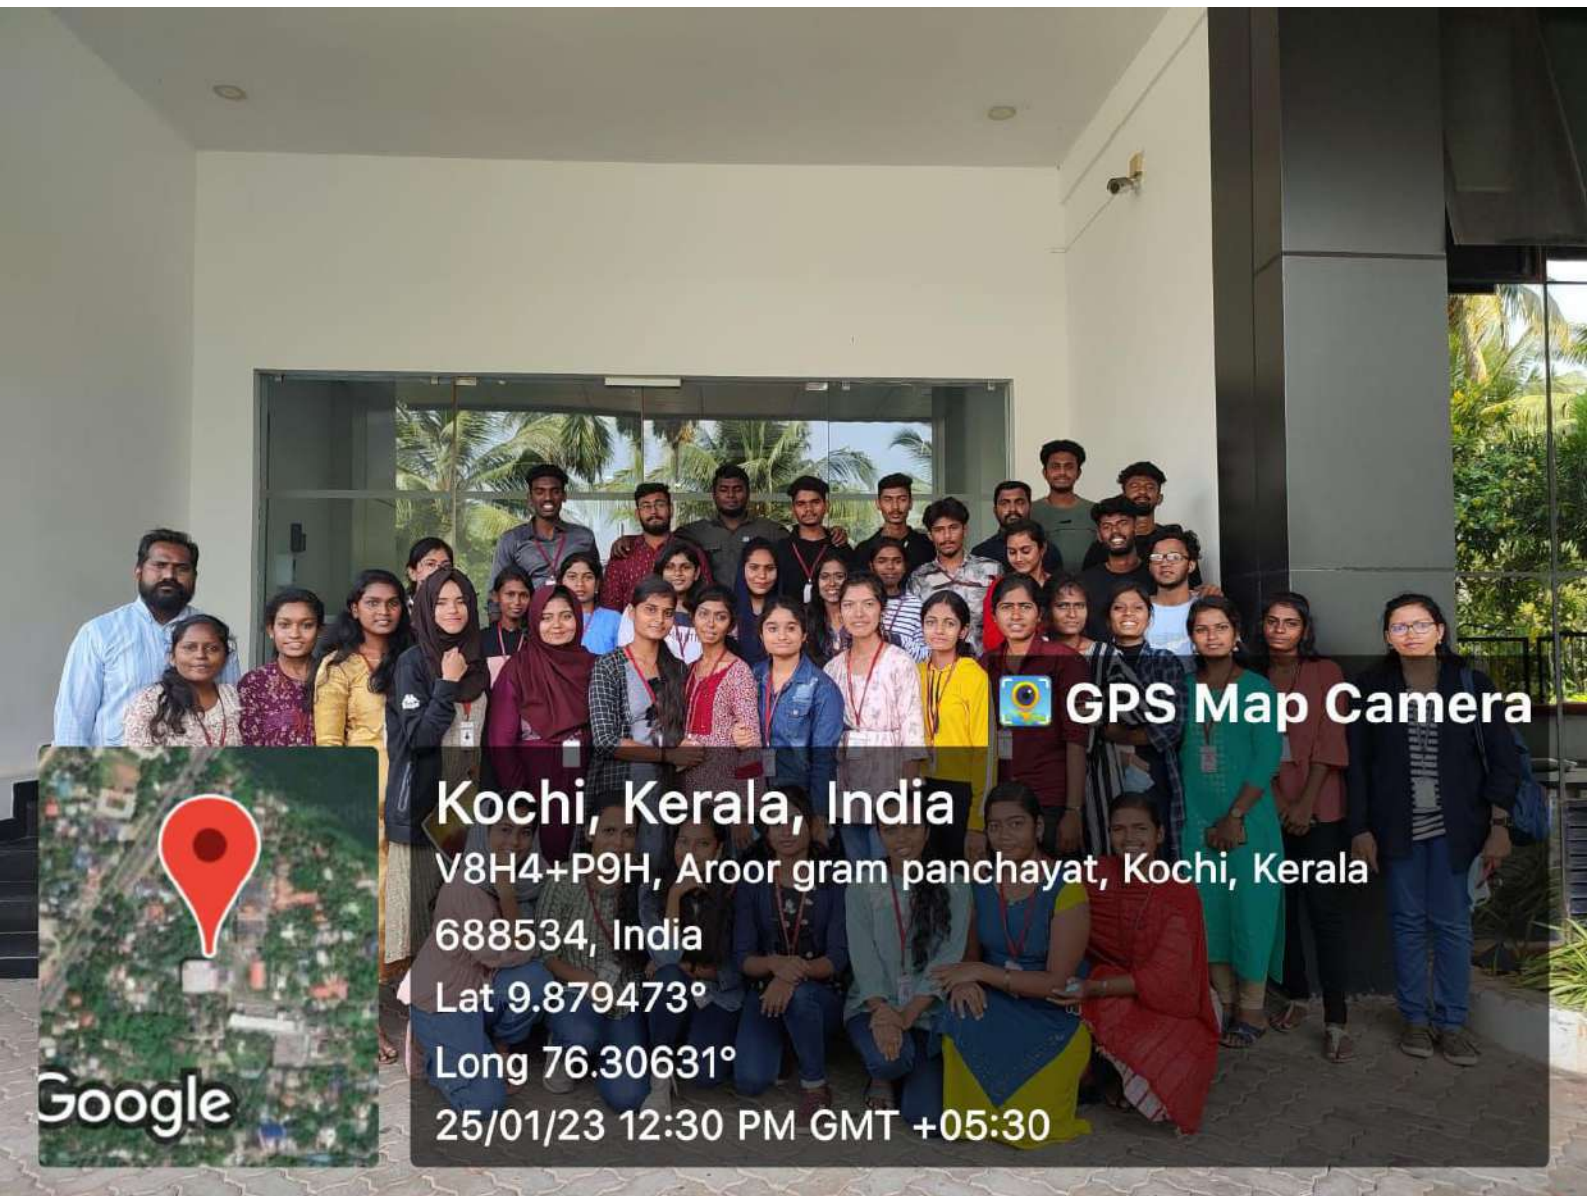 GPS Map Camera
Kochi, Kerala, India
V8H4+P9H, Aroor gram panchayat, Kochi, Kerala
688534, India
Lat 9.879473°
Long 76.30631°
25/01/23 12:30 PM GMT +05:30
Google